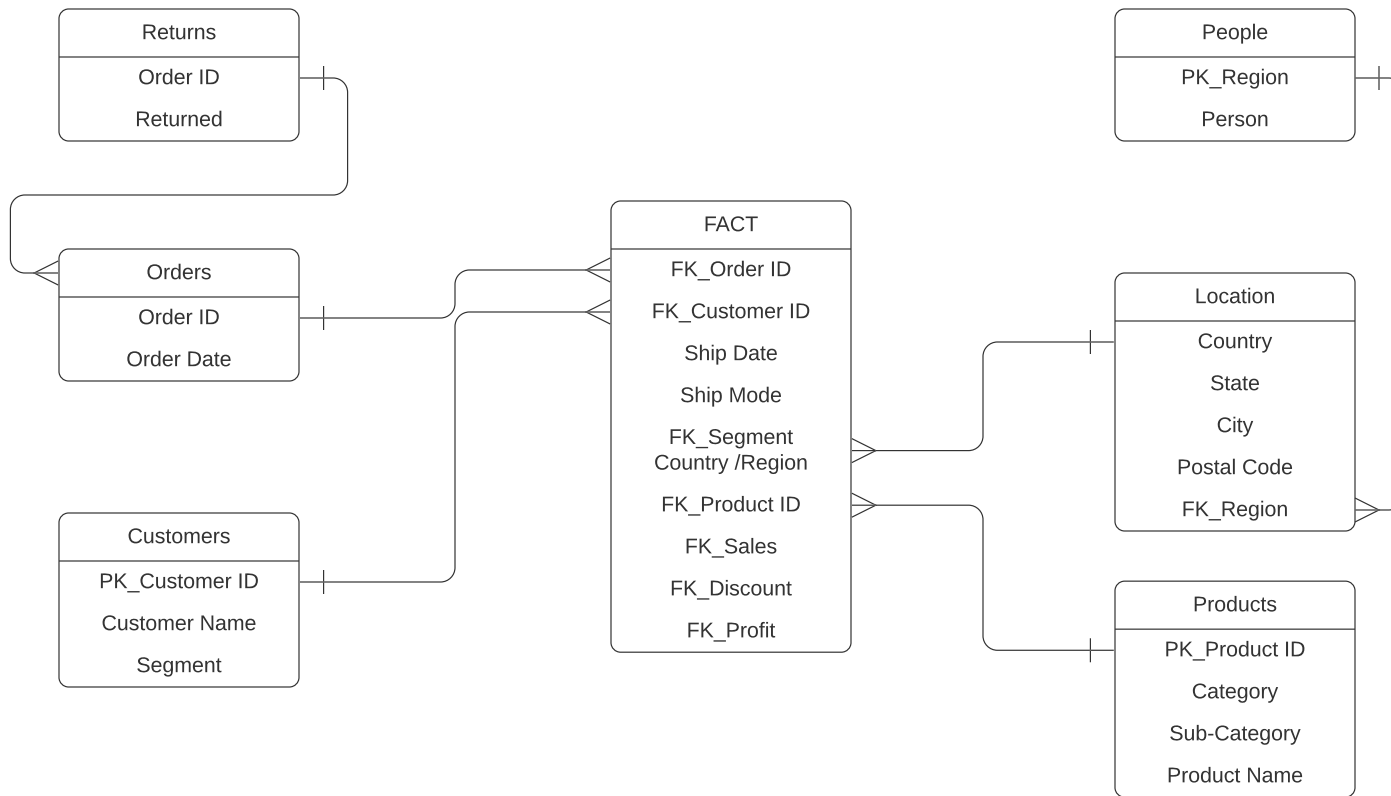 Returns
Order ID
Returned
People
PK_Region
Person
Orders
Order ID
Order Date
FACT
FK_Order ID
FK_Customer ID
Ship Date
Ship Mode
FK_Segment
Country /Region
FK_Product ID
FK_Sales
FK_Discount
FK_Profit
Location
Country
State
City
Postal Code
FK_Region
Customers
PK_Customer ID
Customer Name
Segment
Products
PK_Product ID
Category
Sub-Category
Product Name